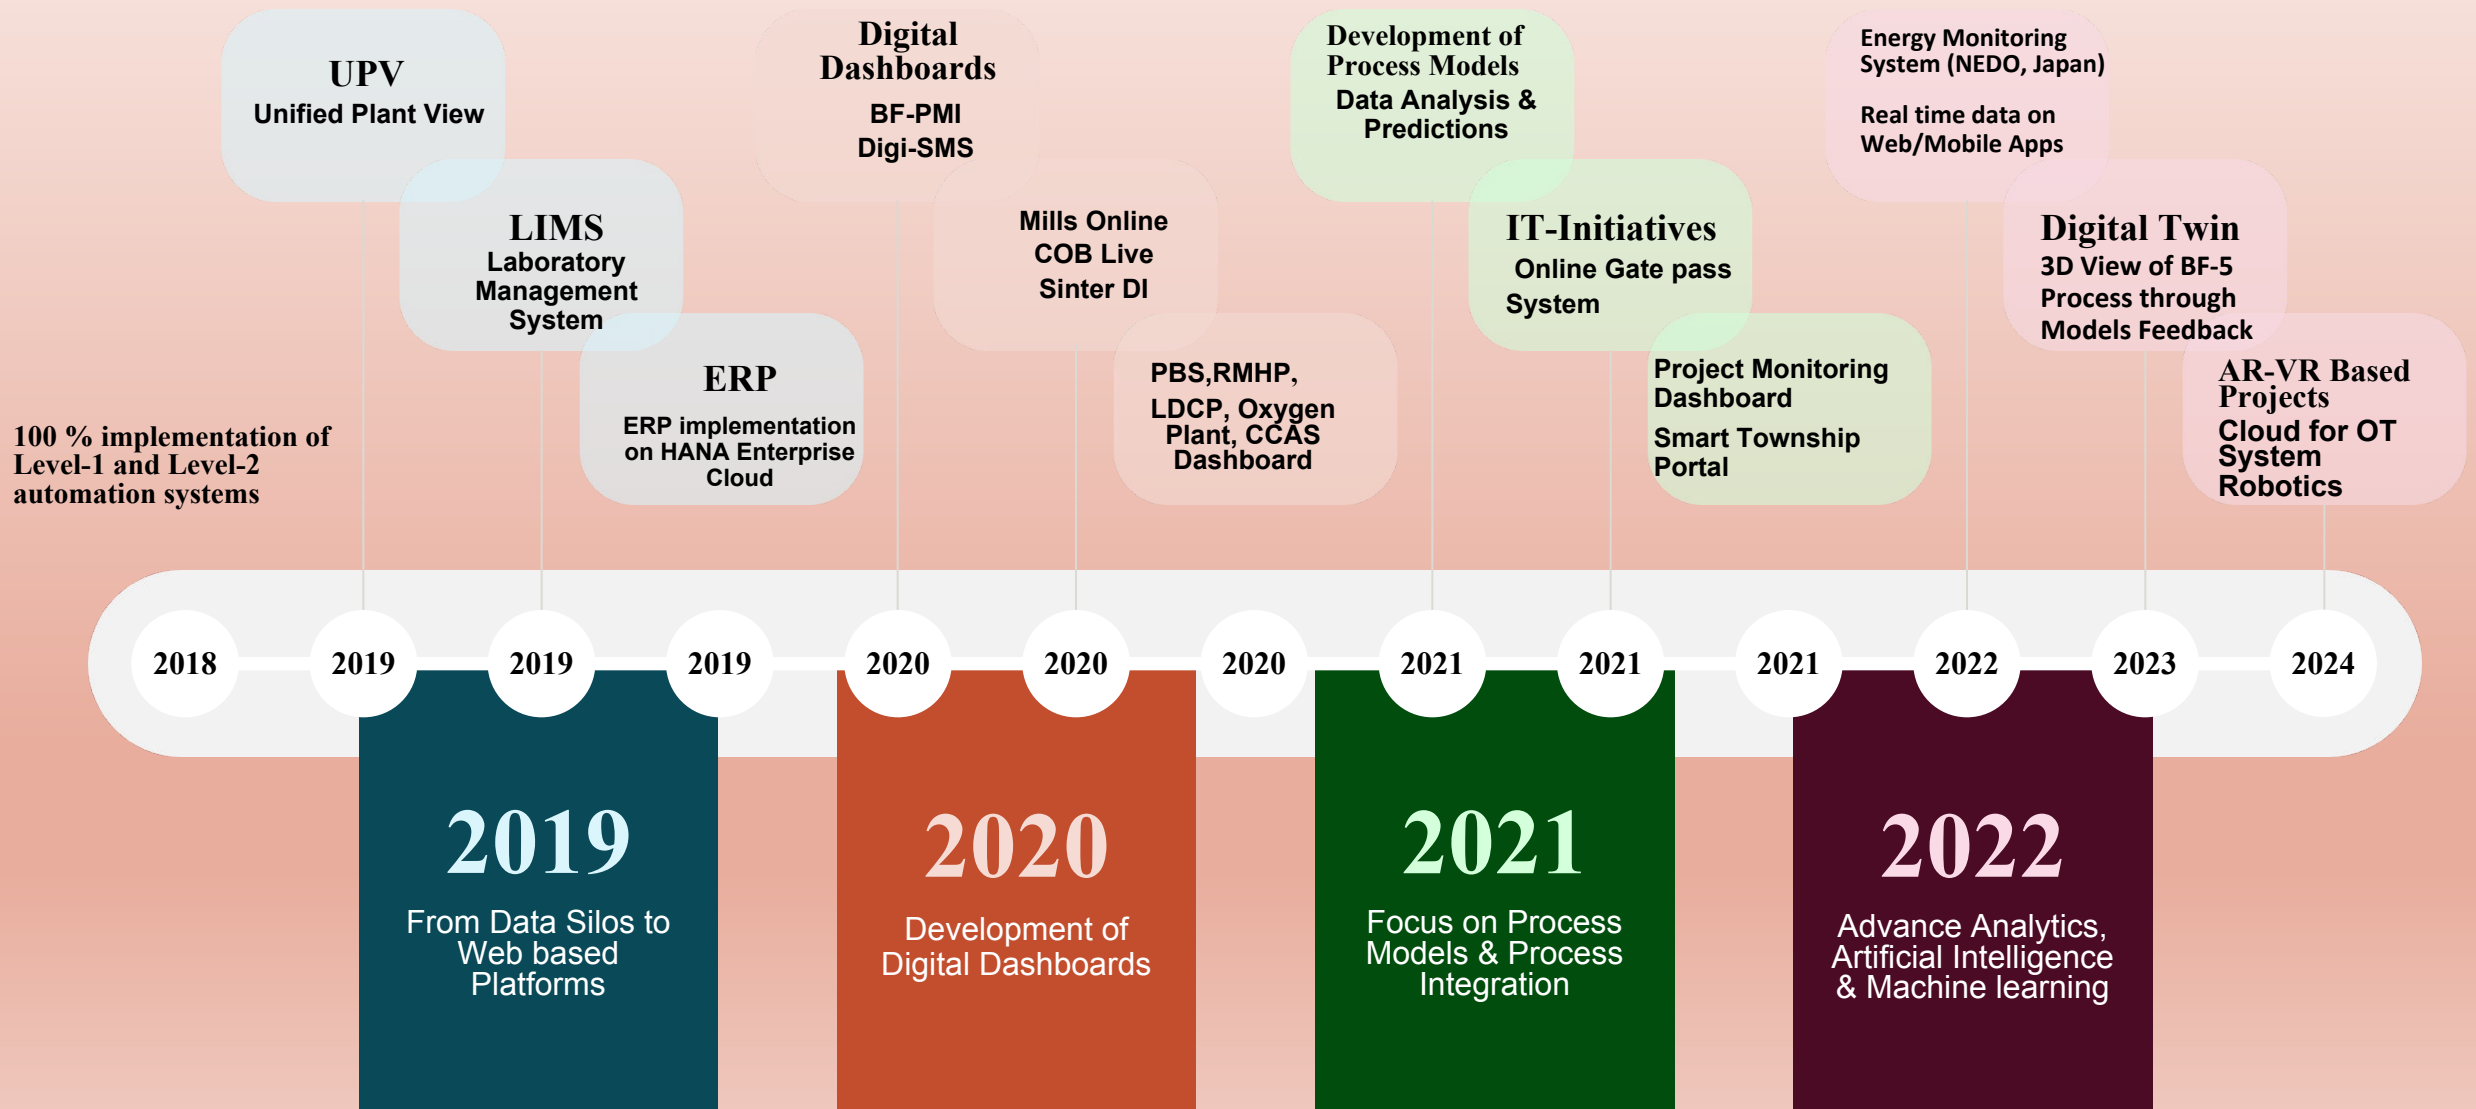 UPV
Unified Plant View
LIMS
Laboratory
Management
System
ERP
ERP implementation
on HANA Enterprise
Cloud
100 % implementation of
Level-1 and Level-2
automation systems
Digital
Dashboards
BF-PMI
Digi-SMS
Mills Online
COB Live
Sinter DI
PBS,RMHP,
LDCP, Oxygen
Plant, CCAS
Dashboard
Development of
Process Models
Data Analysis &
Predictions
IT-Initiatives
Online Gate pass
System
Project Monitoring
Dashboard
Smart Township
Portal
Energy Monitoring
System (NEDO, Japan)
Real time data on
Web/Mobile Apps
Digital Twin
3D View of BF-5
Process through
Models Feedback
AR-VR Based
Projects
Cloud for OT
System
Robotics
2018
2019
2019
2019
2020
2020
2020
2021
2021
2021
2022
2023
2024
2019
From Data Silos to
Web based
Platforms
2020
Development of
Digital Dashboards
2021
Focus on Process
Models & Process
Integration
2022
Advance Analytics,
Artificial Intelligence
& Machine learning